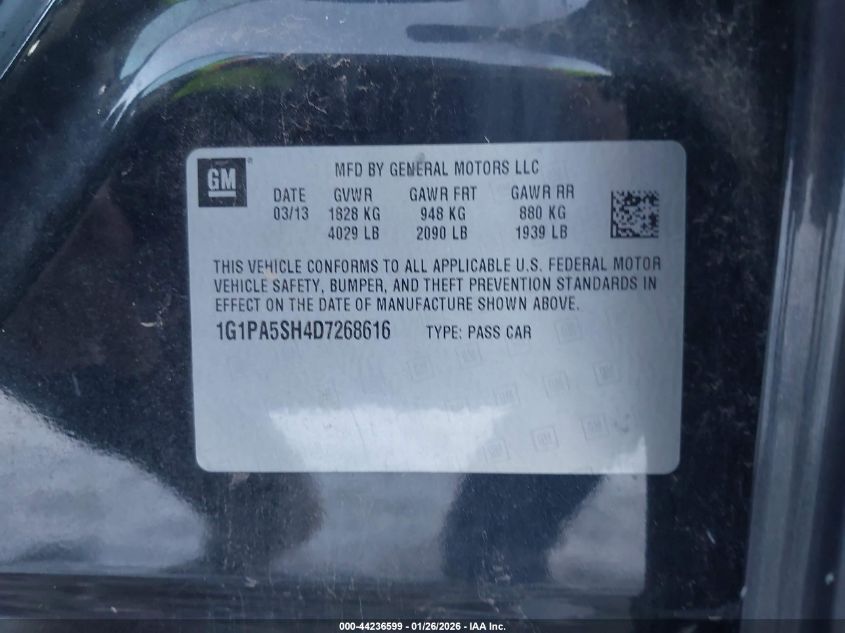 GM®
MFD BY GENERAL MOTORS LLC
DATE GVWR GAWR FRT GAWR RR
03/13 1828 KG 948 KG 880 KG
4029 LB 2090 LB 1939 LB
THIS VEHICLE CONFORMS TO ALL APPLICABLE U.S. FEDERAL MOTOR
VEHICLE SAFETY, BUMPER, AND THEFT PREVENTION STANDARDS IN
EFFECT ON THE DATE OF MANUFACTURE SHOWN ABOVE.
1G1PA5SH4D7268616 TYPE: PASS CAR
000-44236599 - 01/26/2026 - IAA Inc.